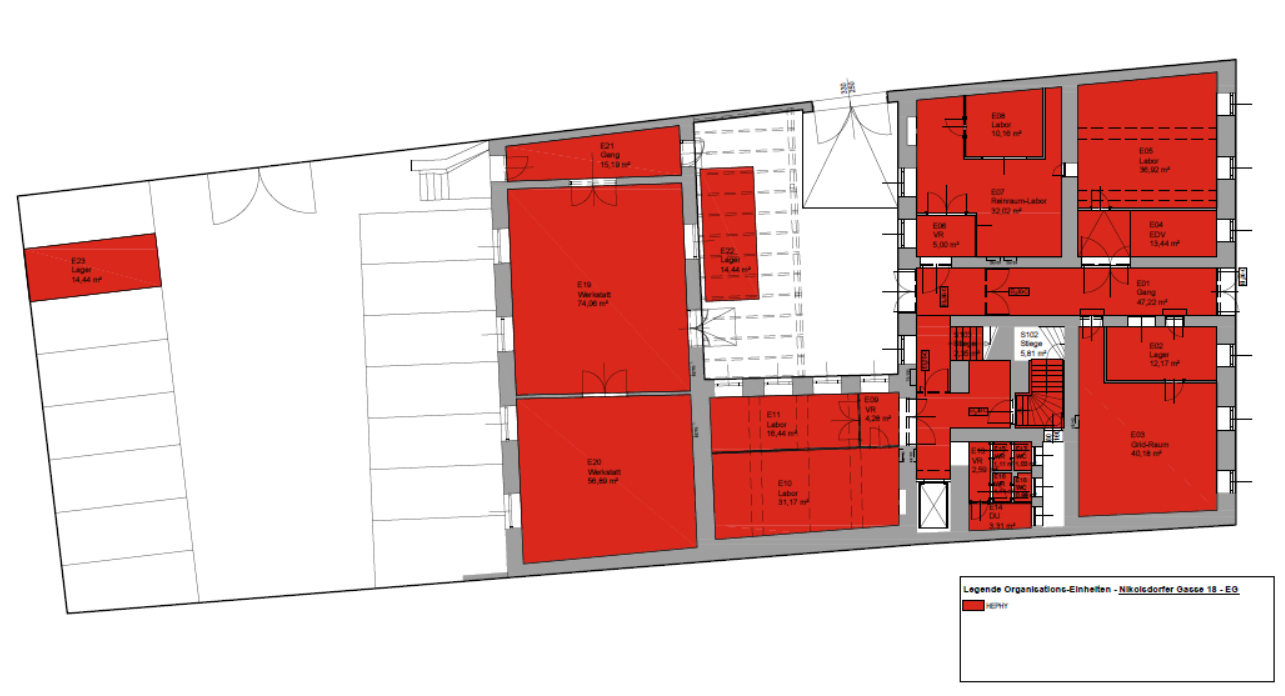 E21
Gang
15,19 m²
E08
Labor
10,16 m²
E05
Labor
36,92 m²
E07
Reinraum-Labor
32,02 m²
E06
VR
5,00 m²
E04
EDV
13,44 m²
E23
Lager
14,44 m²
E22
Lager
14,44 m²
E19
Werkstatt
74,06 m²
E01
Gang
47,22 m²
Stiege
S102
Stiege
5,81 m²
E02
Lager
12,17 m²
E09
VR
4,26 m²
E11
Labor
16,44 m²
E03
Gitd-Raum
40,18 m²
E20
Werkstatt
56,89 m²
E10
Labor
31,17 m²
VR
2,59
WC
E14
DU
3,31 m²
Legende Organisations-Einheiten - Nikolsdorfer Gasse 18 - EG
HEPHY